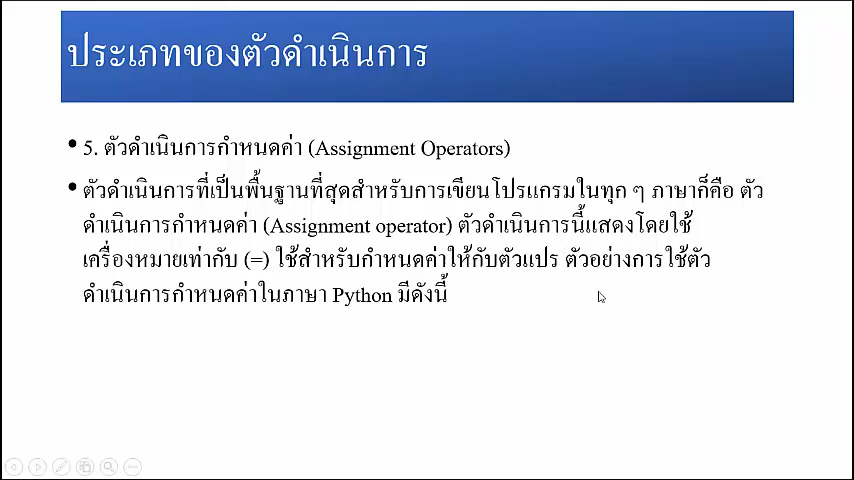 ประเภทของตัวดำเนินการ
• 5. ตัวดำเนินการกำหนดค่า (Assignment Operators)
• ตัวดำเนินการที่เป็นพื้นฐานที่สุดสำหรับการเขียนโปรแกรมในทุก ๆ ภาษาก็คือ ตัว
ดำเนินการกำหนดค่า (Assignment operator) ตัวดำเนินการนี้แสดงโดยใช้
เครื่องหมายเท่ากับ (=) ใช้สำหรับกำหนดค่าให้กับตัวแปร ตัวอย่างการใช้ตัว
ดำเนินการกำหนดค่าในภาษา Python มีดังนี้